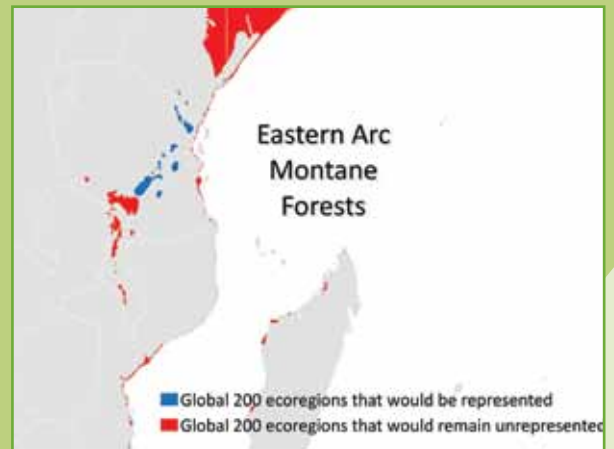 Eastern Arc
Montane
Forests
Global 200 ecoregions that would be represented
Global 200 ecoregions that would remain unrepresented